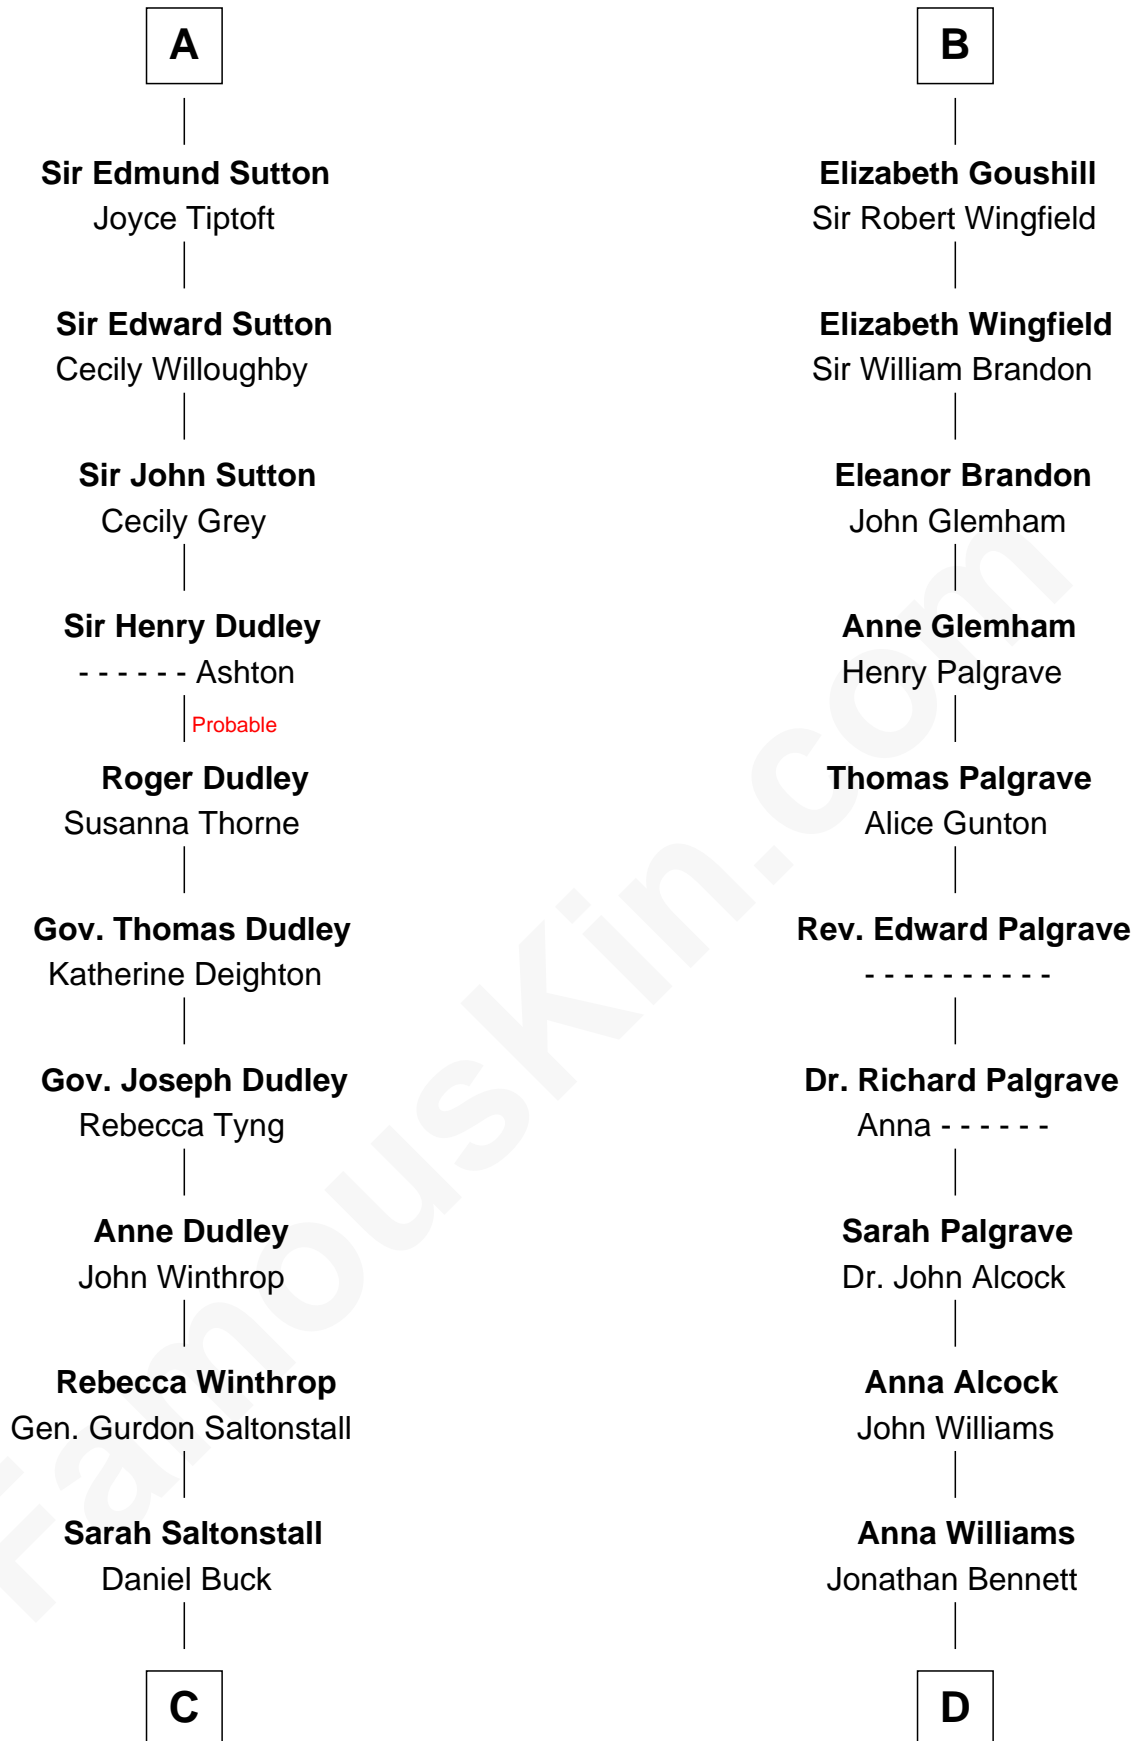 A
Sir Edmund Sutton
Joyce Tiptoft
Sir Edward Sutton
Cecily Willoughby
Sir John Sutton
Cecily Grey
Sir Henry Dudley
- - - - - - Ashton
Probable
Roger Dudley
Susanna Thorne
Gov. Thomas Dudley
Katherine Deighton
Gov. Joseph Dudley
Rebecca Tyng
Anne Dudley
John Winthrop
Rebecca Winthrop
Gen. Gurdon Saltonstall
Sarah Saltonstall
Daniel Buck
C
B
Elizabeth Goushill
Sir Robert Wingfield
Elizabeth Wingfield
Sir William Brandon
Eleanor Brandon
John Glemham
Anne Glemham
Henry Palgrave
Thomas Palgrave
Alice Gunton
Rev. Edward Palgrave
- - - - - - - - - -
Dr. Richard Palgrave
Anna - - - - - -
Sarah Palgrave
Dr. John Alcock
Anna Alcock
John Williams
Anna Williams
Jonathan Bennett
D
FamousKin.com